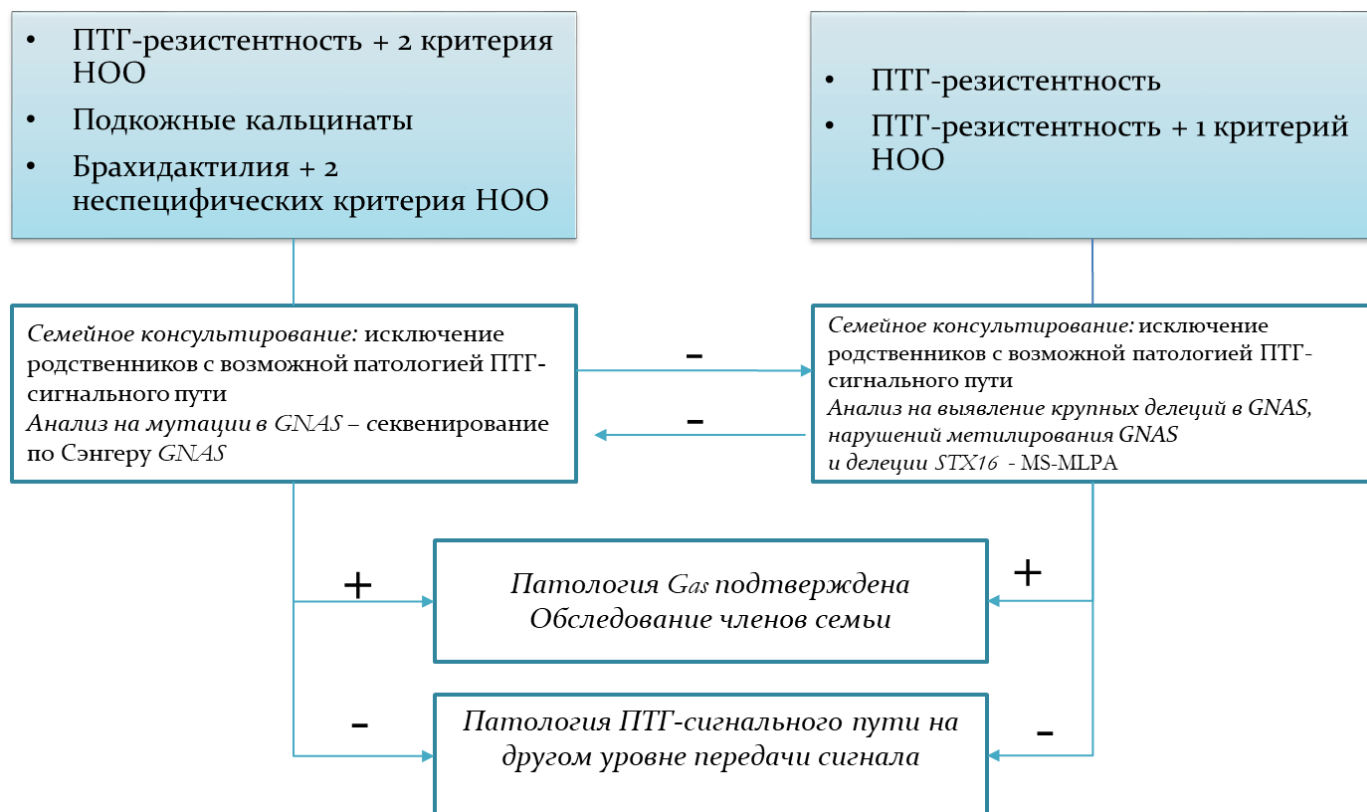 • ПТГ-резистентность + 2 критерия
НОО
• Подкожные кальцинаты
• Брахидактилия + 2
неспецифических критерия НОО
• ПТГ-резистентность
• ПТГ-резистентность + 1 критерий
НОО
Семейное консультирование: исключение
родственников с возможной патологией ПТГ-
сигнального пути
Анализ на мутации в GNAS – секвенирование
по Сэнгеру GNAS
-
-
Семейное консультирование: исключение
родственников с возможной патологией ПТГ-
сигнального пути
Анализ на выявление крупных делеций в GNAS,
нарушений метилирования GNAS
и делеции STX16 - MS-MLPA
+
Патология Gas подтверждена
Обследование членов семьи
+
-
Патология ПТГ-сигнального пути на
другом уровне передачи сигнала
-